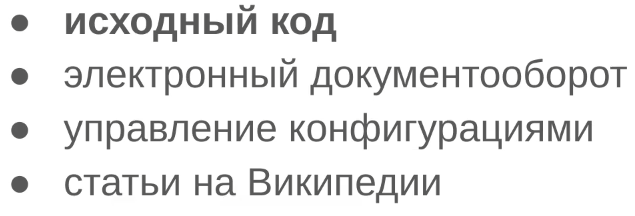 ● исходный код
● электронный документооборот
● управление конфигурациями
● статьи на Википедии